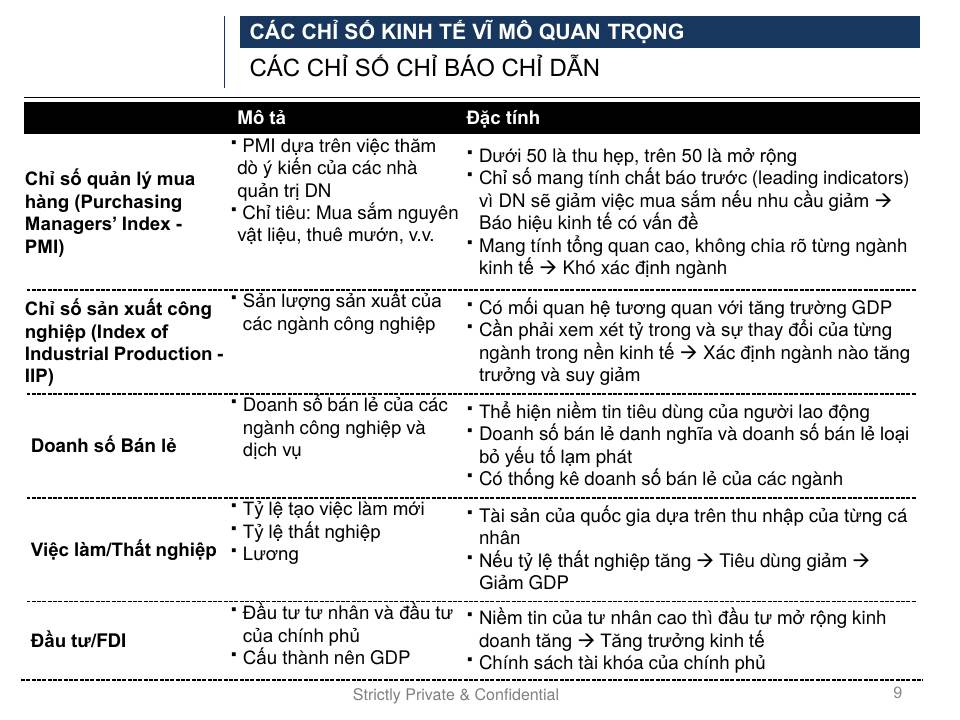 CÁC CHỈ SỐ KINH TẾ VĨ MÔ QUAN TRỌNG
CÁC CHỈ SỐ CHỈ BÁO CHỈ DẪN
Mô tả
Đặc tính
Chỉ số quản lý mua
hàng (Purchasing
Managers’ Index -
PMI)
▪ PMI dựa trên việc thăm
dò ý kiến của các nhà
quản trị DN
▪ Chỉ tiêu: Mua sắm nguyên
vật liệu, thuê mướn, v.v.
▪ Dưới 50 là thu hẹp, trên 50 là mở rộng
▪ Chỉ số mang tính chất báo trước (leading indicators)
vì DN sẽ giảm việc mua sắm nếu nhu cầu giảm →
Báo hiệu kinh tế có vấn đề
▪ Mang tính tổng quan cao, không chia rõ từng ngành
kinh tế → Khó xác định ngành
Chỉ số sản xuất công
nghiệp (Index of
Industrial Production -
IIP)
▪ Sản lượng sản xuất của
các ngành công nghiệp
▪ Có mối quan hệ tương quan với tăng trường GDP
▪ Cần phải xem xét tỷ trong và sự thay đổi của từng
ngành trong nền kinh tế → Xác định ngành nào tăng
trưởng và suy giảm
Doanh số Bán lẻ
▪ Doanh số bán lẻ của các
ngành công nghiệp và
dịch vụ
▪ Thể hiện niềm tin tiêu dùng của người lao động
▪ Doanh số bán lẻ danh nghĩa và doanh số bán lẻ loại
bỏ yếu tố lạm phát
▪ Có thống kê doanh số bán lẻ của các ngành
Việc làm/Thất nghiệp
▪ Tỷ lệ tạo việc làm mới
▪ Tỷ lệ thất nghiệp
▪ Lương
▪ Tài sản của quốc gia dựa trên thu nhập của từng cá
nhân
▪ Nếu tỷ lệ thất nghiệp tăng → Tiêu dùng giảm →
Giảm GDP
Đầu tư/FDI
▪ Đầu tư tư nhân và đầu tư
của chính phủ
▪ Cấu thành nên GDP
▪ Niềm tin của tư nhân cao thì đầu tư mở rộng kinh
doanh tăng → Tăng trưởng kinh tế
▪ Chính sách tài khóa của chính phủ
Strictly Private & Confidential
9